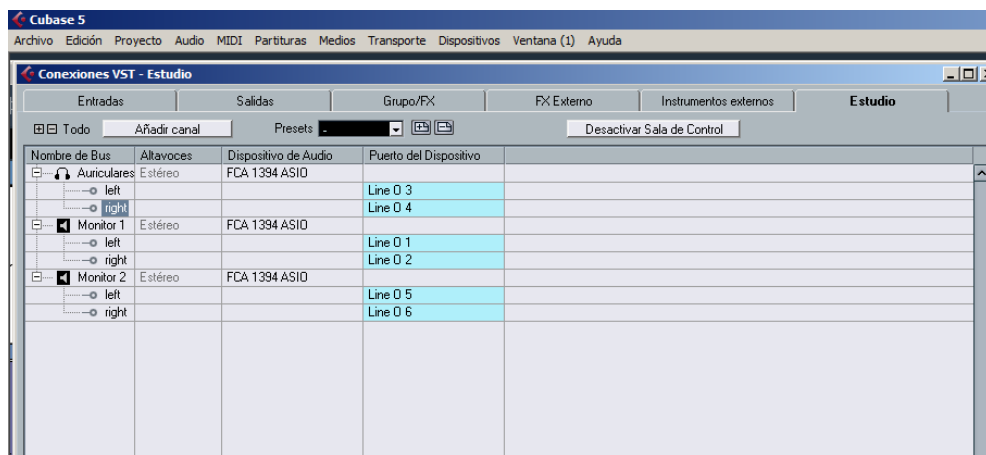 Cubase 5
Archivo Edición Proyecto Audio MIDI Partituras Medios Transporte Dispositivos Ventana (1) Ayuda
Conexiones VST - Estudio
Entradas Salidas Grupo/FX FX Externo Instrumentos externos Estudio
Todo Añadir canal Presets - Desactivar Sala de Control
Nombre de Bus Altavoces Dispositivo de Audio Puerto del Dispositivo
Auriculares Estéreo FCA 1394 ASIO
left Line O 3
right Line O 4
Monitor 1 Estéreo FCA 1394 ASIO
left Line O 1
right Line O 2
Monitor 2 Estéreo FCA 1394 ASIO
left Line O 5
right Line O 6